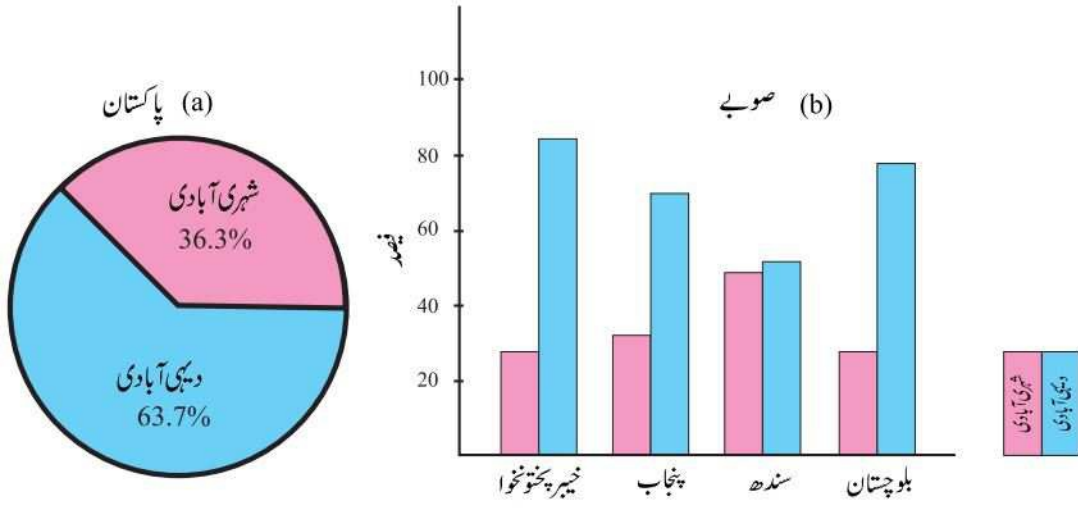 (a) پاکستان
شہری آبادی
36.3%
دیہی آبادی
63.7%
(b) صوبے
فیصد
100
80
60
40
20
خیبر پختونخوا
پنجاب
سندھ
بلوچستان
شہری آبادی
دیہی آبادی